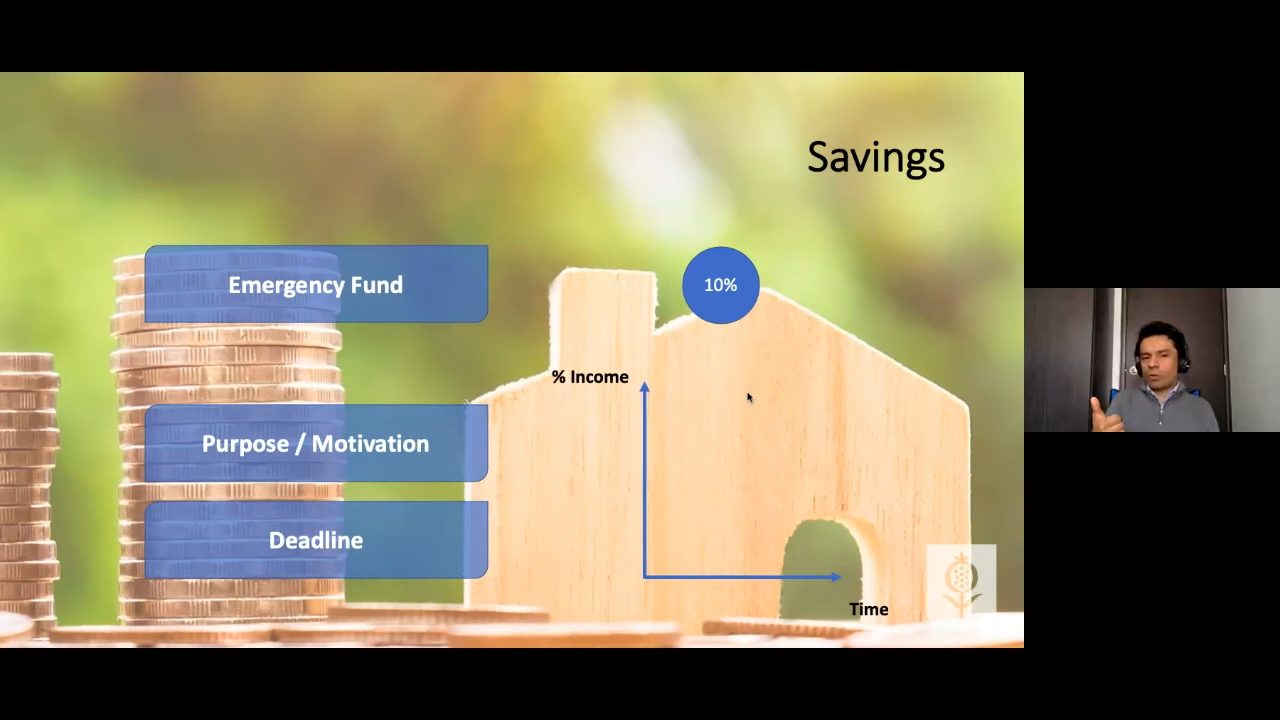 Savings
Emergency Fund
10%
% Income
Purpose / Motivation
Deadline
Time